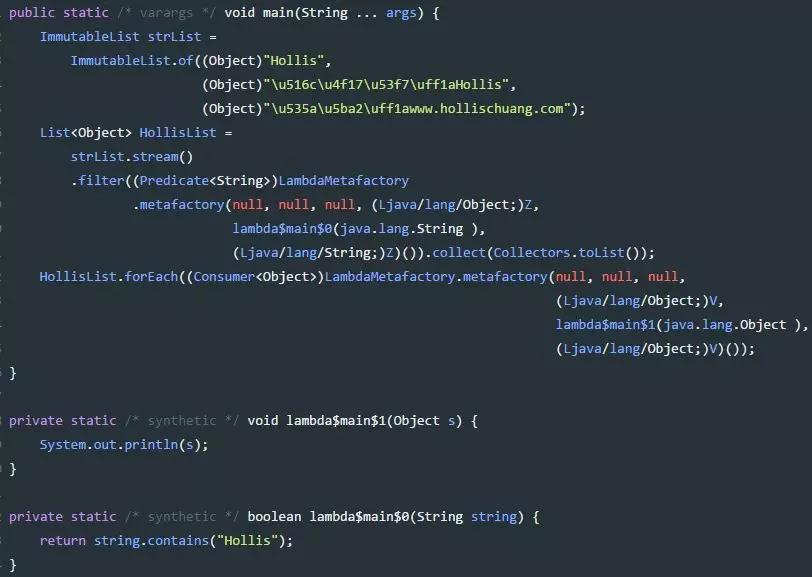 public static /* varargs */ void main(String ... args) {
ImmutableList strList =
ImmutableList.of((Object)"Hollis",
(Object)"\u516c\u4f17\u53f7\uff1aHollis",
(Object)"\u535a\u5ba2\uff1awww.hollischuang.com");
List<Object> HollisList =
strList.stream()
.filter((Predicate<String>)LambdaMetafactory
.metafactory(null, null, null, (Ljava/lang/Object;)Z,
lambda$main$0(java.lang.String ),
(Ljava/lang/String;)Z)()).collect(Collectors.toList());
HollisList.forEach((Consumer<Object>)LambdaMetafactory.metafactory(null, null, null,
(Ljava/lang/Object;)V,
lambda$main$1(java.lang.Object ),
(Ljava/lang/Object;)V)());
}
private static /* synthetic */ void lambda$main$1(Object s) {
System.out.println(s);
}
private static /* synthetic */ boolean lambda$main$0(String string) {
return string.contains("Hollis");
}